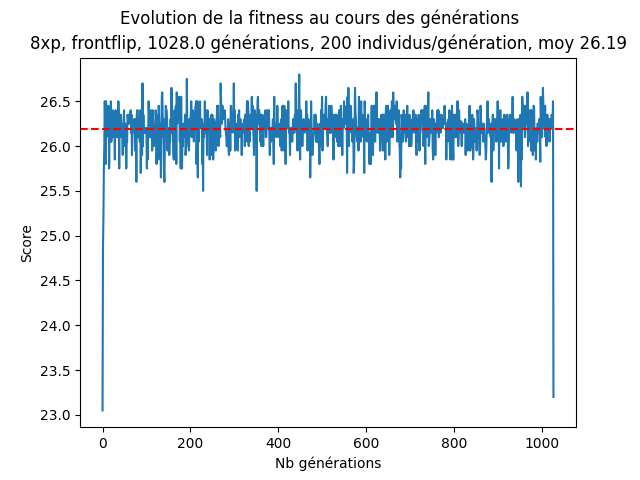 Evolution de la fitness au cours des générations
8xp, frontflip, 1028.0 générations, 200 individus/génération, moy 26.19
26.5
26.0
25.5
25.0
24.5
24.0
23.5
23.0
Score
0 200 400 600 800 1000
Nb générations